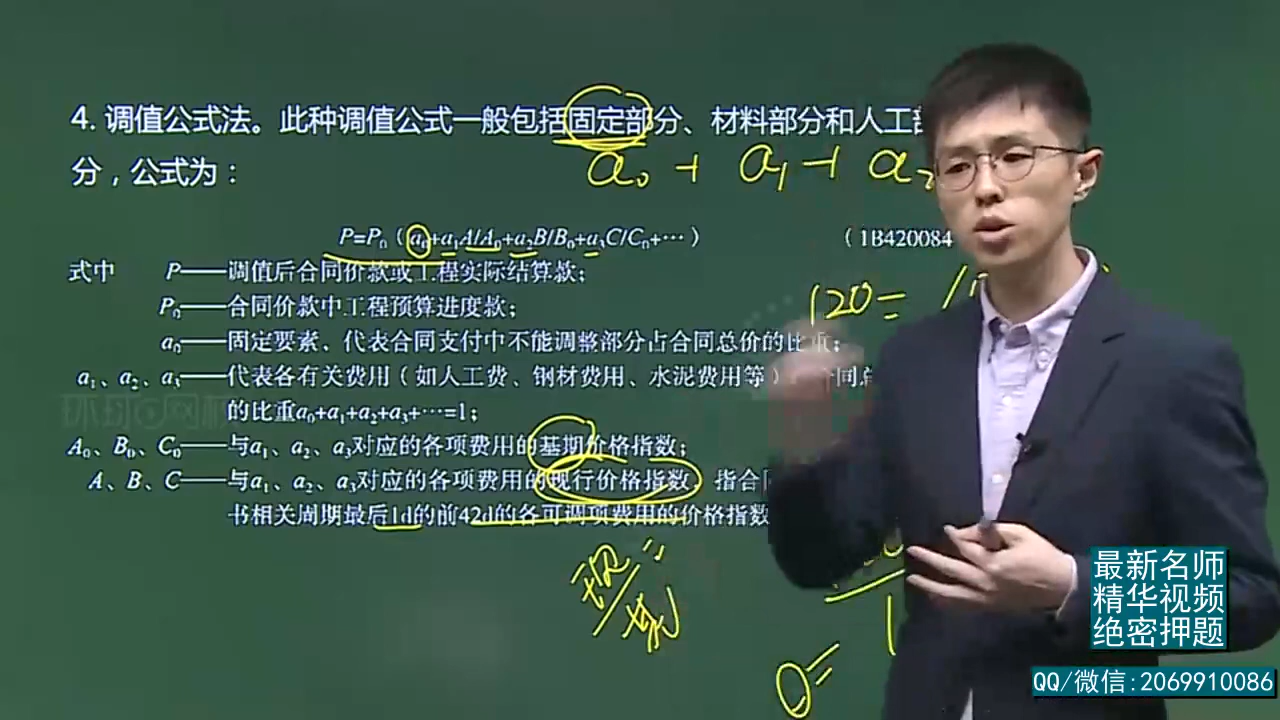 4. 调值公式法。此种调值公式一般包括固定部分、材料部分和人工部
分，公式为：
a₀ + a₁ + a₂
P=P₀（a₀+a₁A/A₀+a₂B/B₀+a₃C/C₀+…）（1B420084
式中 P——调值后合同价款或工程实际结算款；
P₀——合同价款中工程预算进度款；
120=
a₀——固定要素、代表合同支付中不能调整部分占合同总价的比重；
a₁、a₂、a₃——代表各有关费用（如人工费、钢材费用、水泥费用等）
的比重a₀+a₁+a₂+a₃+…=1；
A₀、B₀、C₀——与a₁、a₂、a₃对应的各项费用的基期价格指数；
A、B、C——与a₁、a₂、a₃对应的各项费用的现行价格指数，指合同
书相关周期最后1d的前42d的各可调项费用的价格指数
现
基
最新名师
精华视频
绝密押题
QQ/微信:2069910086